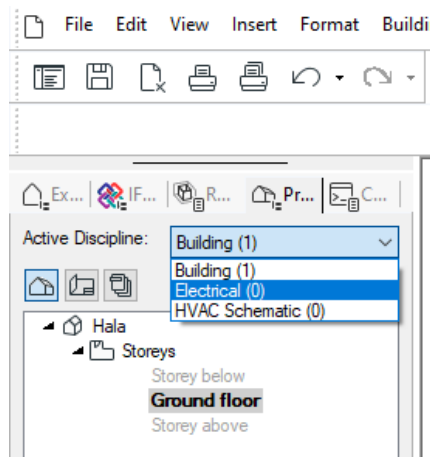 File Edit View Insert Format Buildi
Ex... IF... R... Pr... C...
Active Discipline: Building (1)
Building (1)
Electrical (0)
HVAC Schematic (0)
Hala
Storeys
Storey below
Ground floor
Storey above